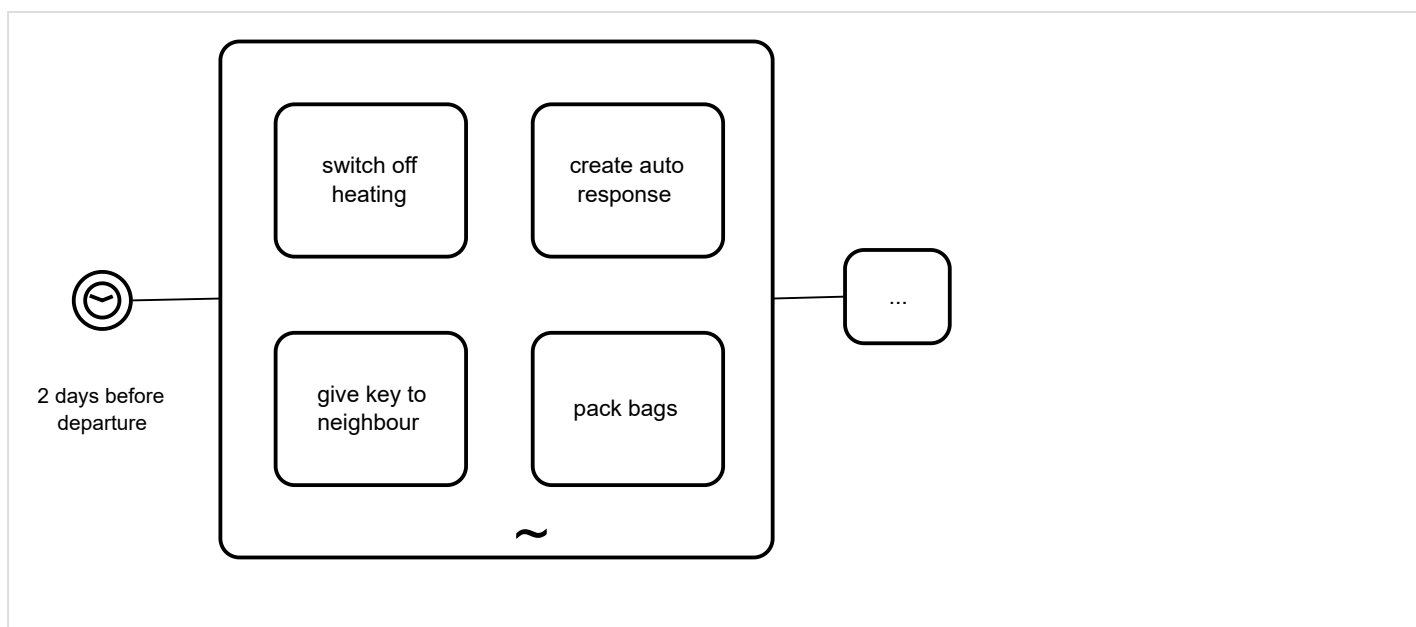 switch off
heating
create auto
response
2 days before
departure
give key to
neighbour
pack bags
...
~